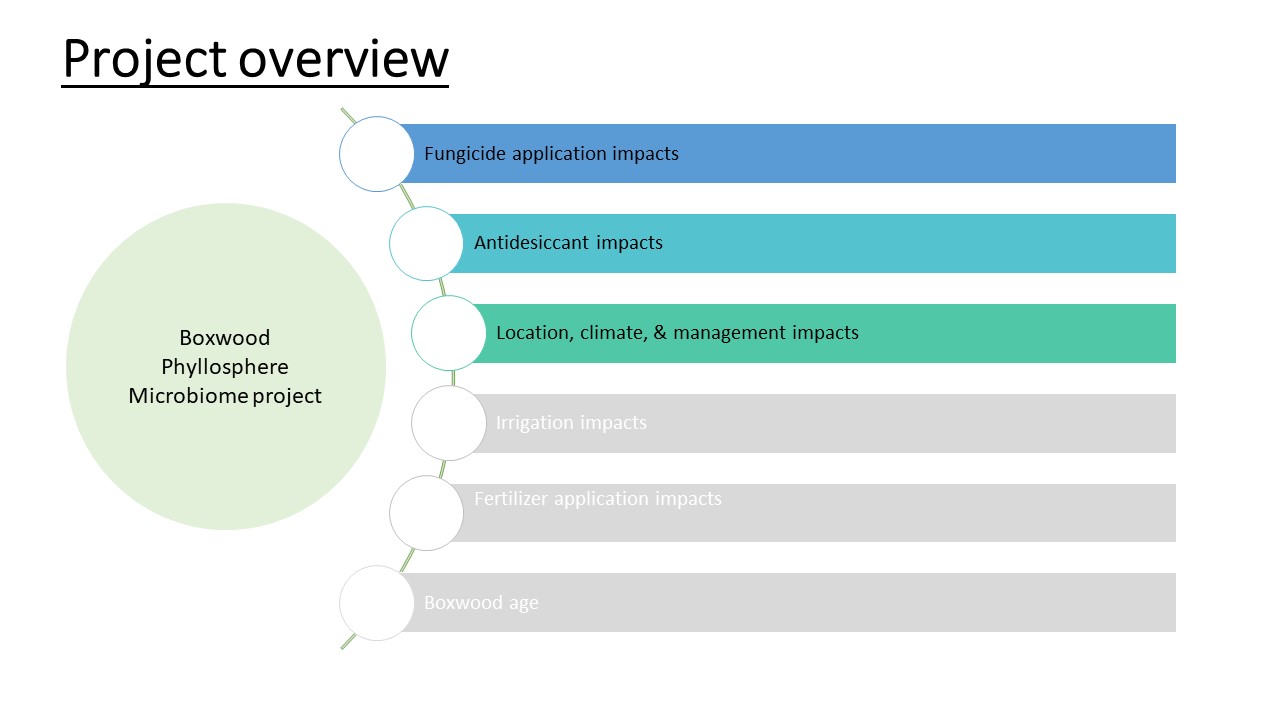 Project overview
Fungicide application impacts
Antidesiccant impacts
Location, climate, & management impacts
Boxwood
Phyllosphere
Microbiome project
Irrigation impacts
Fertilizer application impacts
Boxwood age